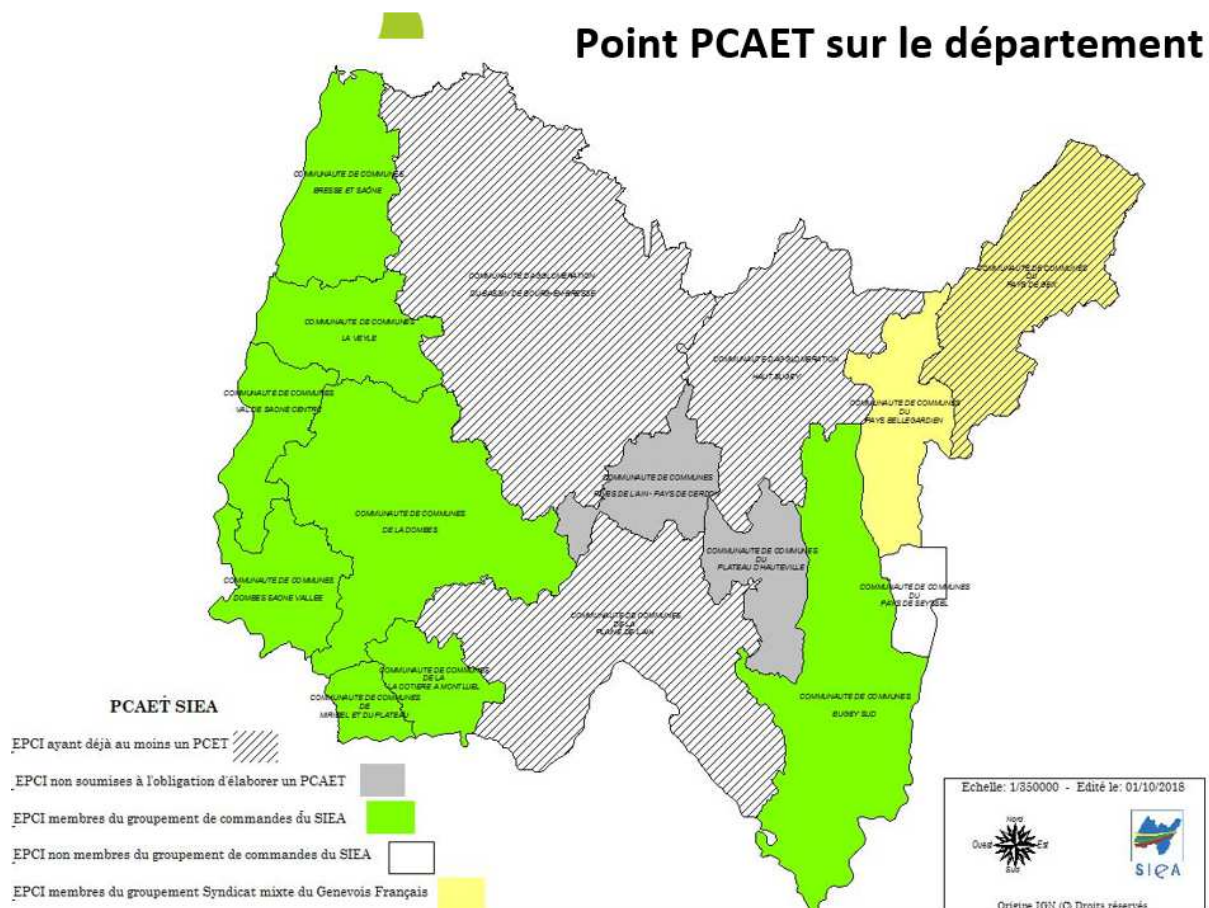 Point PCAET sur le département
COMMUNAUTE DE COMMUNES
BRESSE ET SAÔNE
COMMUNAUTE D'AGGLOMERATION
DU BASSIN DE BOURG-EN-BRESSE
COMMUNAUTE DE COMMUNES
DU
PAYS DE GEX
COMMUNAUTE DE COMMUNES
LA VEYLE
COMMUNAUTE D'AGGLOMERATION
HAUT BUGEY
COMMUNAUTE DE COMMUNES
VAL DE SAONE CENTRE
COMMUNAUTE DE COMMUNES
DU
PAYS BELLEGARDIEN
COMMUNAUTE DE COMMUNES
RIVES DE L'AIN - PAYS DE CERDON
COMMUNAUTE DE COMMUNES
DE LA DOMBES
COMMUNAUTE DE COMMUNES
DU
PLATEAU D'HAUTEVILLE
COMMUNAUTE DE COMMUNES
DOMBES SAONE VALLEE
COMMUNAUTE DE COMMUNES
DU
PAYS DE SEYSSEL
COMMUNAUTE DE COMMUNES
DE LA
PLAINE DE L'AIN
COMMUNAUTE DE COMMUNES
DE LA
LA COTIERE A MONTLUEL
COMMUNAUTE DE COMMUNES
DE
MIRIBEL ET DU PLATEAU
COMMUNAUTE DE COMMUNES
BUGEY SUD
PCAET SIEA
EPCI ayant déjà au moins un PCET
EPCI non soumises à l'obligation d'élaborer un PCAET
EPCI membres du groupement de commandes du SIEA
EPCI non membres du groupement de commandes du SIEA
EPCI membres du groupement Syndicat mixte du Genevois Français
Echelle: 1/350000 - Edité le: 01/10/2018
Nord
Ouest
Est
Sud
SIeA
Origine IGN (C) Droits réservés